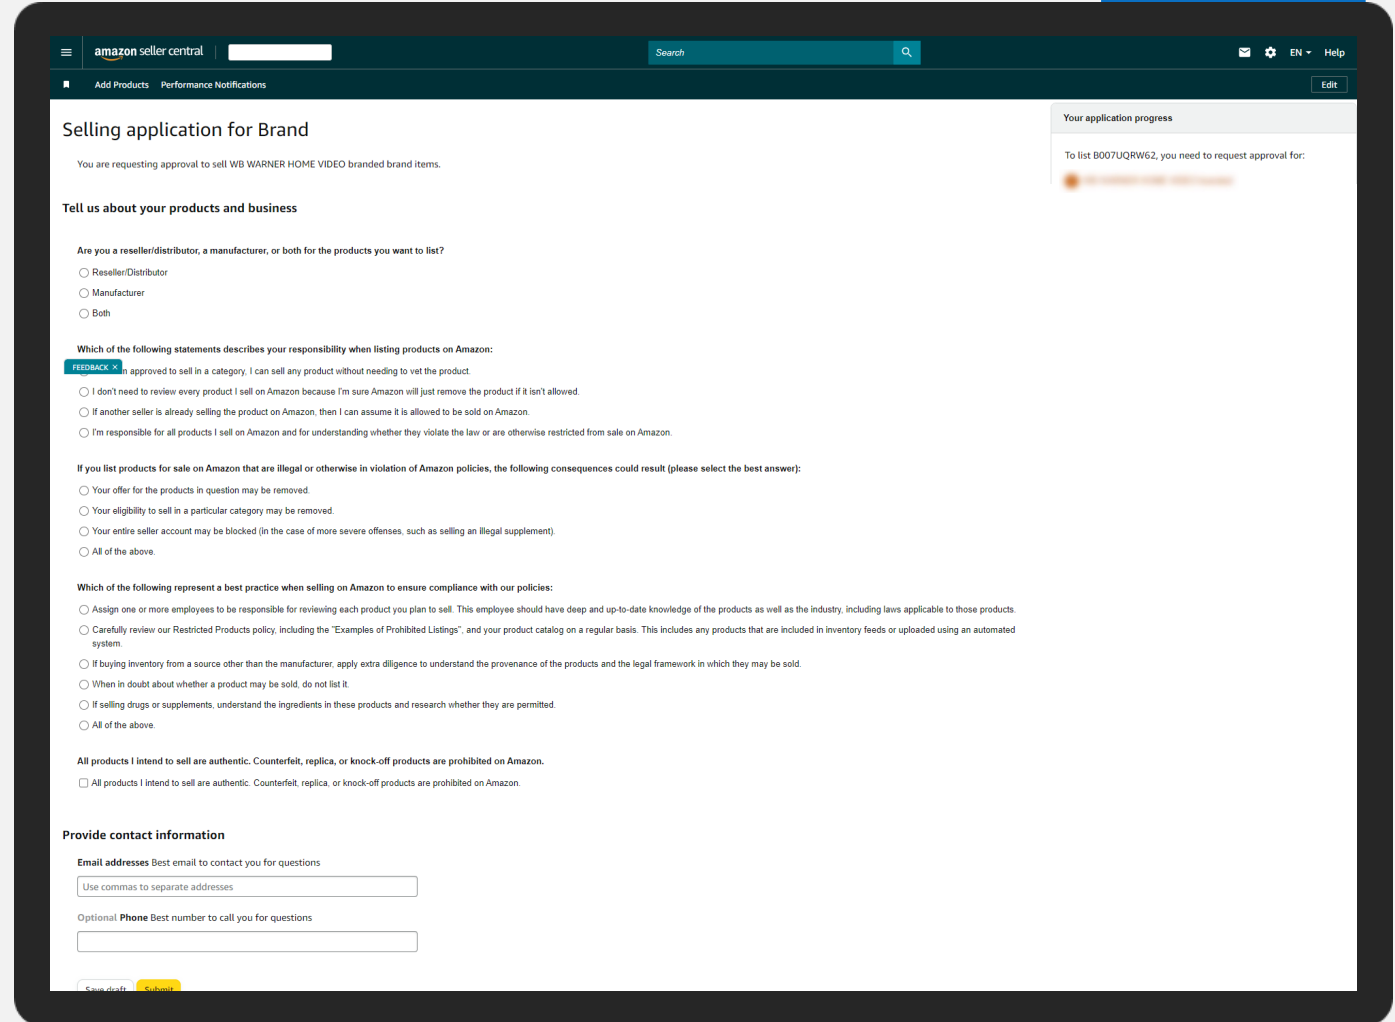 amazon seller central
Search
EN
Help
Add Products Performance Notifications
Edit
Selling application for Brand
You are requesting approval to sell WB WARNER HOME VIDEO branded brand items.
Your application progress
To list B007UQRW62, you need to request approval for:
Tell us about your products and business
Are you a reseller/distributor, a manufacturer, or both for the products you want to list?
Reseller/Distributor
Manufacturer
Both
Which of the following statements describes your responsibility when listing products on Amazon:
FEEDBACK ×
approved to sell in a category, I can sell any product without needing to vet the product.
I don't need to review every product I sell on Amazon because I'm sure Amazon will just remove the product if it isn't allowed.
If another seller is already selling the product on Amazon, then I can assume it is allowed to be sold on Amazon.
I'm responsible for all products I sell on Amazon and for understanding whether they violate the law or are otherwise restricted from sale on Amazon.
If you list products for sale on Amazon that are illegal or otherwise in violation of Amazon policies, the following consequences could result (please select the best answer):
Your offer for the products in question may be removed.
Your eligibility to sell in a particular category may be removed.
Your entire seller account may be blocked (in the case of more severe offenses, such as selling an illegal supplement).
All of the above.
Which of the following represent a best practice when selling on Amazon to ensure compliance with our policies:
Assign one or more employees to be responsible for reviewing each product you plan to sell. This employee should have deep and up-to-date knowledge of the products as well as the industry, including laws applicable to those products.
Carefully review our Restricted Products policy, including the "Examples of Prohibited Listings", and your product catalog on a regular basis. This includes any products that are included in inventory feeds or uploaded using an automated
system.
If buying inventory from a source other than the manufacturer, apply extra diligence to understand the provenance of the products and the legal framework in which they may be sold.
When in doubt about whether a product may be sold, do not list it.
If selling drugs or supplements, understand the ingredients in these products and research whether they are permitted.
All of the above.
All products I intend to sell are authentic. Counterfeit, replica, or knock-off products are prohibited on Amazon.
All products I intend to sell are authentic. Counterfeit, replica, or knock-off products are prohibited on Amazon.
Provide contact information
Email addresses Best email to contact you for questions
Use commas to separate addresses
Optional Phone Best number to call you for questions
Save draft
Submit